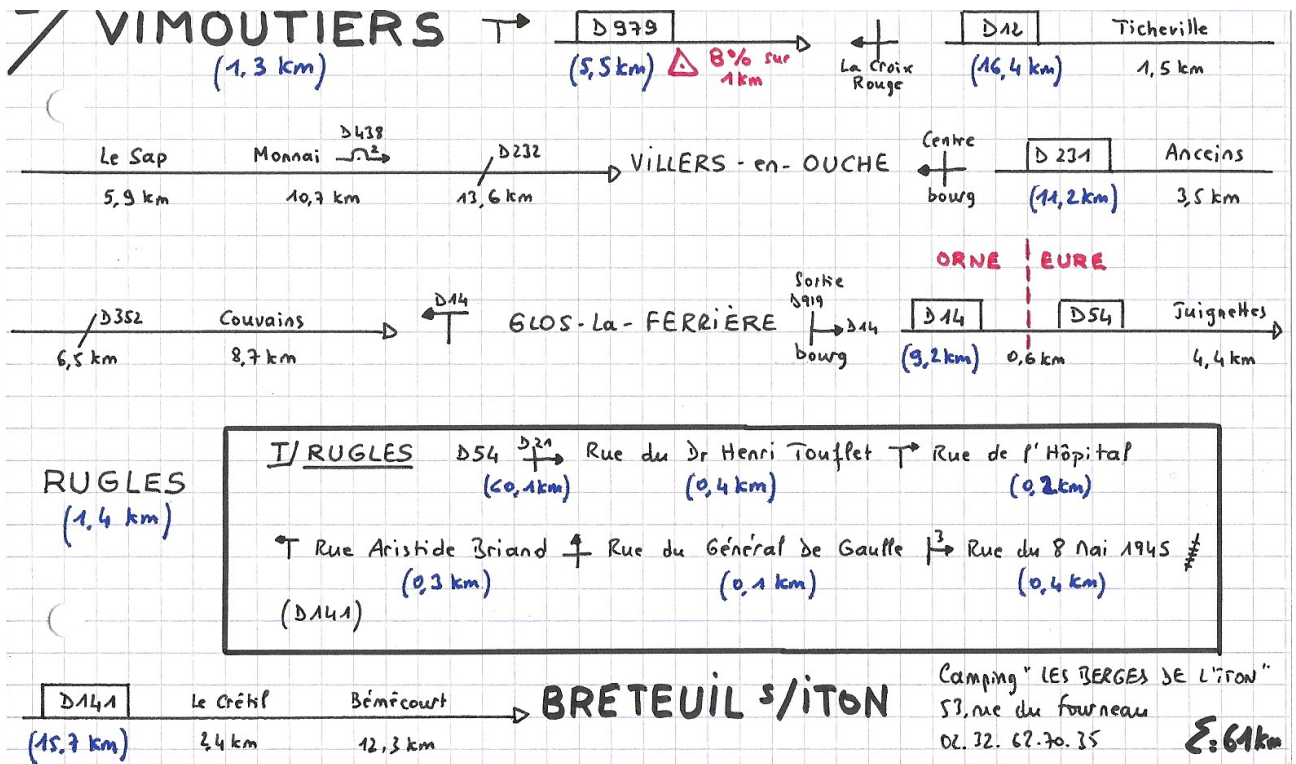 VIMOUTIERS D979 D12 Ticheville
(1,3 km) (5,5 km) 8% sur 1km La Croix Rouge (16,4 km) 1,5 km
Le Sap Monnai D438 2 D232 VILLERS-en-OUCHE Centre bourg D231 Anceins
5,9 km 10,7 km 13,6 km (11,2 km) 3,5 km
ORNE EURE
D352 Couvains D14 GLOS-La-FERRIÈRE Sortie D919 bourg D14 D14 D54 Juignettes
6,5 km 8,7 km (9,2 km) 0,6 km 4,4 km
RUGLES
(1,4 km)
T/RUGLES D54 D21 Rue du Dr Henri Touflet Rue de l'Hôpital
(<0,1km) (0,4 km) (0,2 km)
Rue Aristide Briand Rue du Général De Gaulle 3 Rue du 8 Mai 1945
(0,3 km) (0,1 km) (0,4 km)
(D141)
D141 Le Crétil Bémécourt BRETEUIL s/iTON
(15,7 km) 2,4 km 12,3 km
Camping "LES BERGES DE L'iTON"
53, rue du fourneau
02. 32. 62. 70. 35
Σ: 61 km